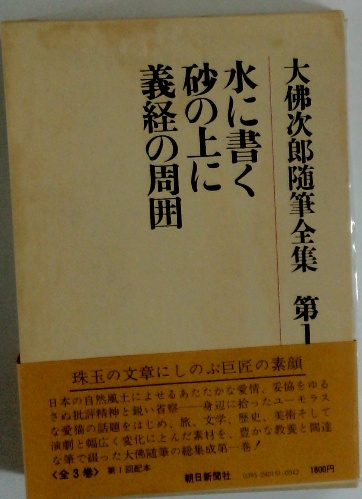 大佛次郎随筆全集 第1
水に書く
砂の上に
義経の周囲
珠玉の文章にしのぶ巨匠の素顔
日本の自然風土によせるあたたかな愛情、妥協をゆる
さぬ批評精神と鋭い省察——身辺に拾ったユーモラス
な愛猫の話題をはじめ、旅、文学、歴史、美術そして
演劇と幅広く変化にとんだ素材を、豊かな教養と闊達
な筆で綴った大佛随筆の総集成第一巻!
〈全3巻〉 第1回配本 朝日新聞社 1800円